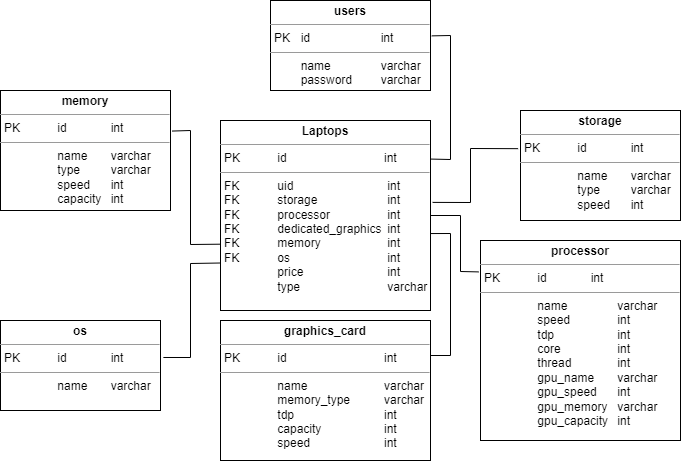 users
PK id int
name varchar
password varchar
memory
PK id int
name varchar
type varchar
speed int
capacity int
Laptops
PK id int
FK uid int
FK storage int
FK processor int
FK dedicated_graphics int
FK memory int
FK os int
price int
type varchar
storage
PK id int
name varchar
type varchar
speed int
processor
PK id int
name varchar
speed int
tdp int
core int
thread int
gpu_name varchar
gpu_speed int
gpu_memory varchar
gpu_capacity int
os
PK id int
name varchar
graphics_card
PK id int
name varchar
memory_type varchar
tdp int
capacity int
speed int